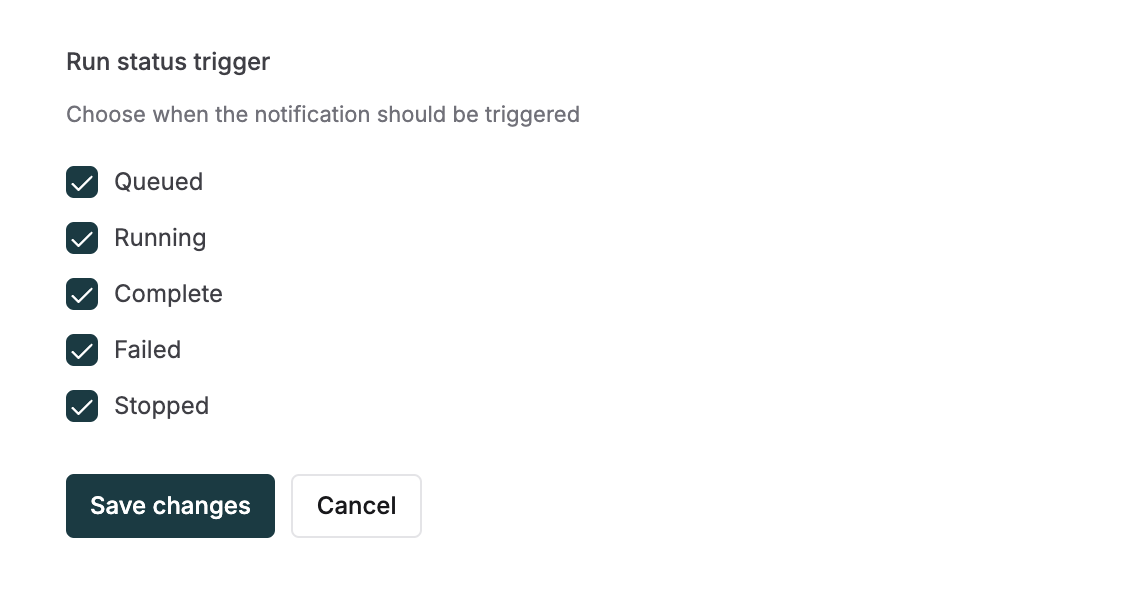 Run status trigger
Choose when the notification should be triggered
Queued
Running
Complete
Failed
Stopped
Save changes
Cancel